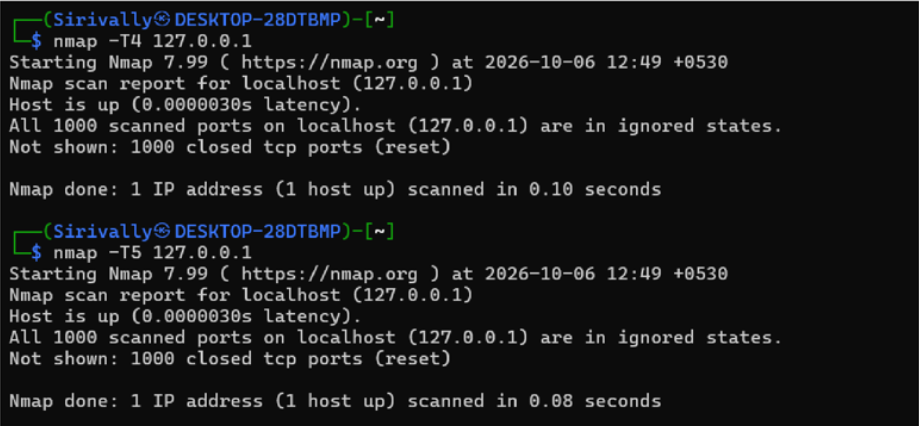 ┌──(Sirivally㉿DESKTOP-28DTBMP)-[~]
└─$ nmap -T4 127.0.0.1
Starting Nmap 7.99 ( https://nmap.org ) at 2026-10-06 12:49 +0530
Nmap scan report for localhost (127.0.0.1)
Host is up (0.0000030s latency).
All 1000 scanned ports on localhost (127.0.0.1) are in ignored states.
Not shown: 1000 closed tcp ports (reset)
Nmap done: 1 IP address (1 host up) scanned in 0.10 seconds
┌──(Sirivally㉿DESKTOP-28DTBMP)-[~]
└─$ nmap -T5 127.0.0.1
Starting Nmap 7.99 ( https://nmap.org ) at 2026-10-06 12:49 +0530
Nmap scan report for localhost (127.0.0.1)
Host is up (0.0000030s latency).
All 1000 scanned ports on localhost (127.0.0.1) are in ignored states.
Not shown: 1000 closed tcp ports (reset)
Nmap done: 1 IP address (1 host up) scanned in 0.08 seconds